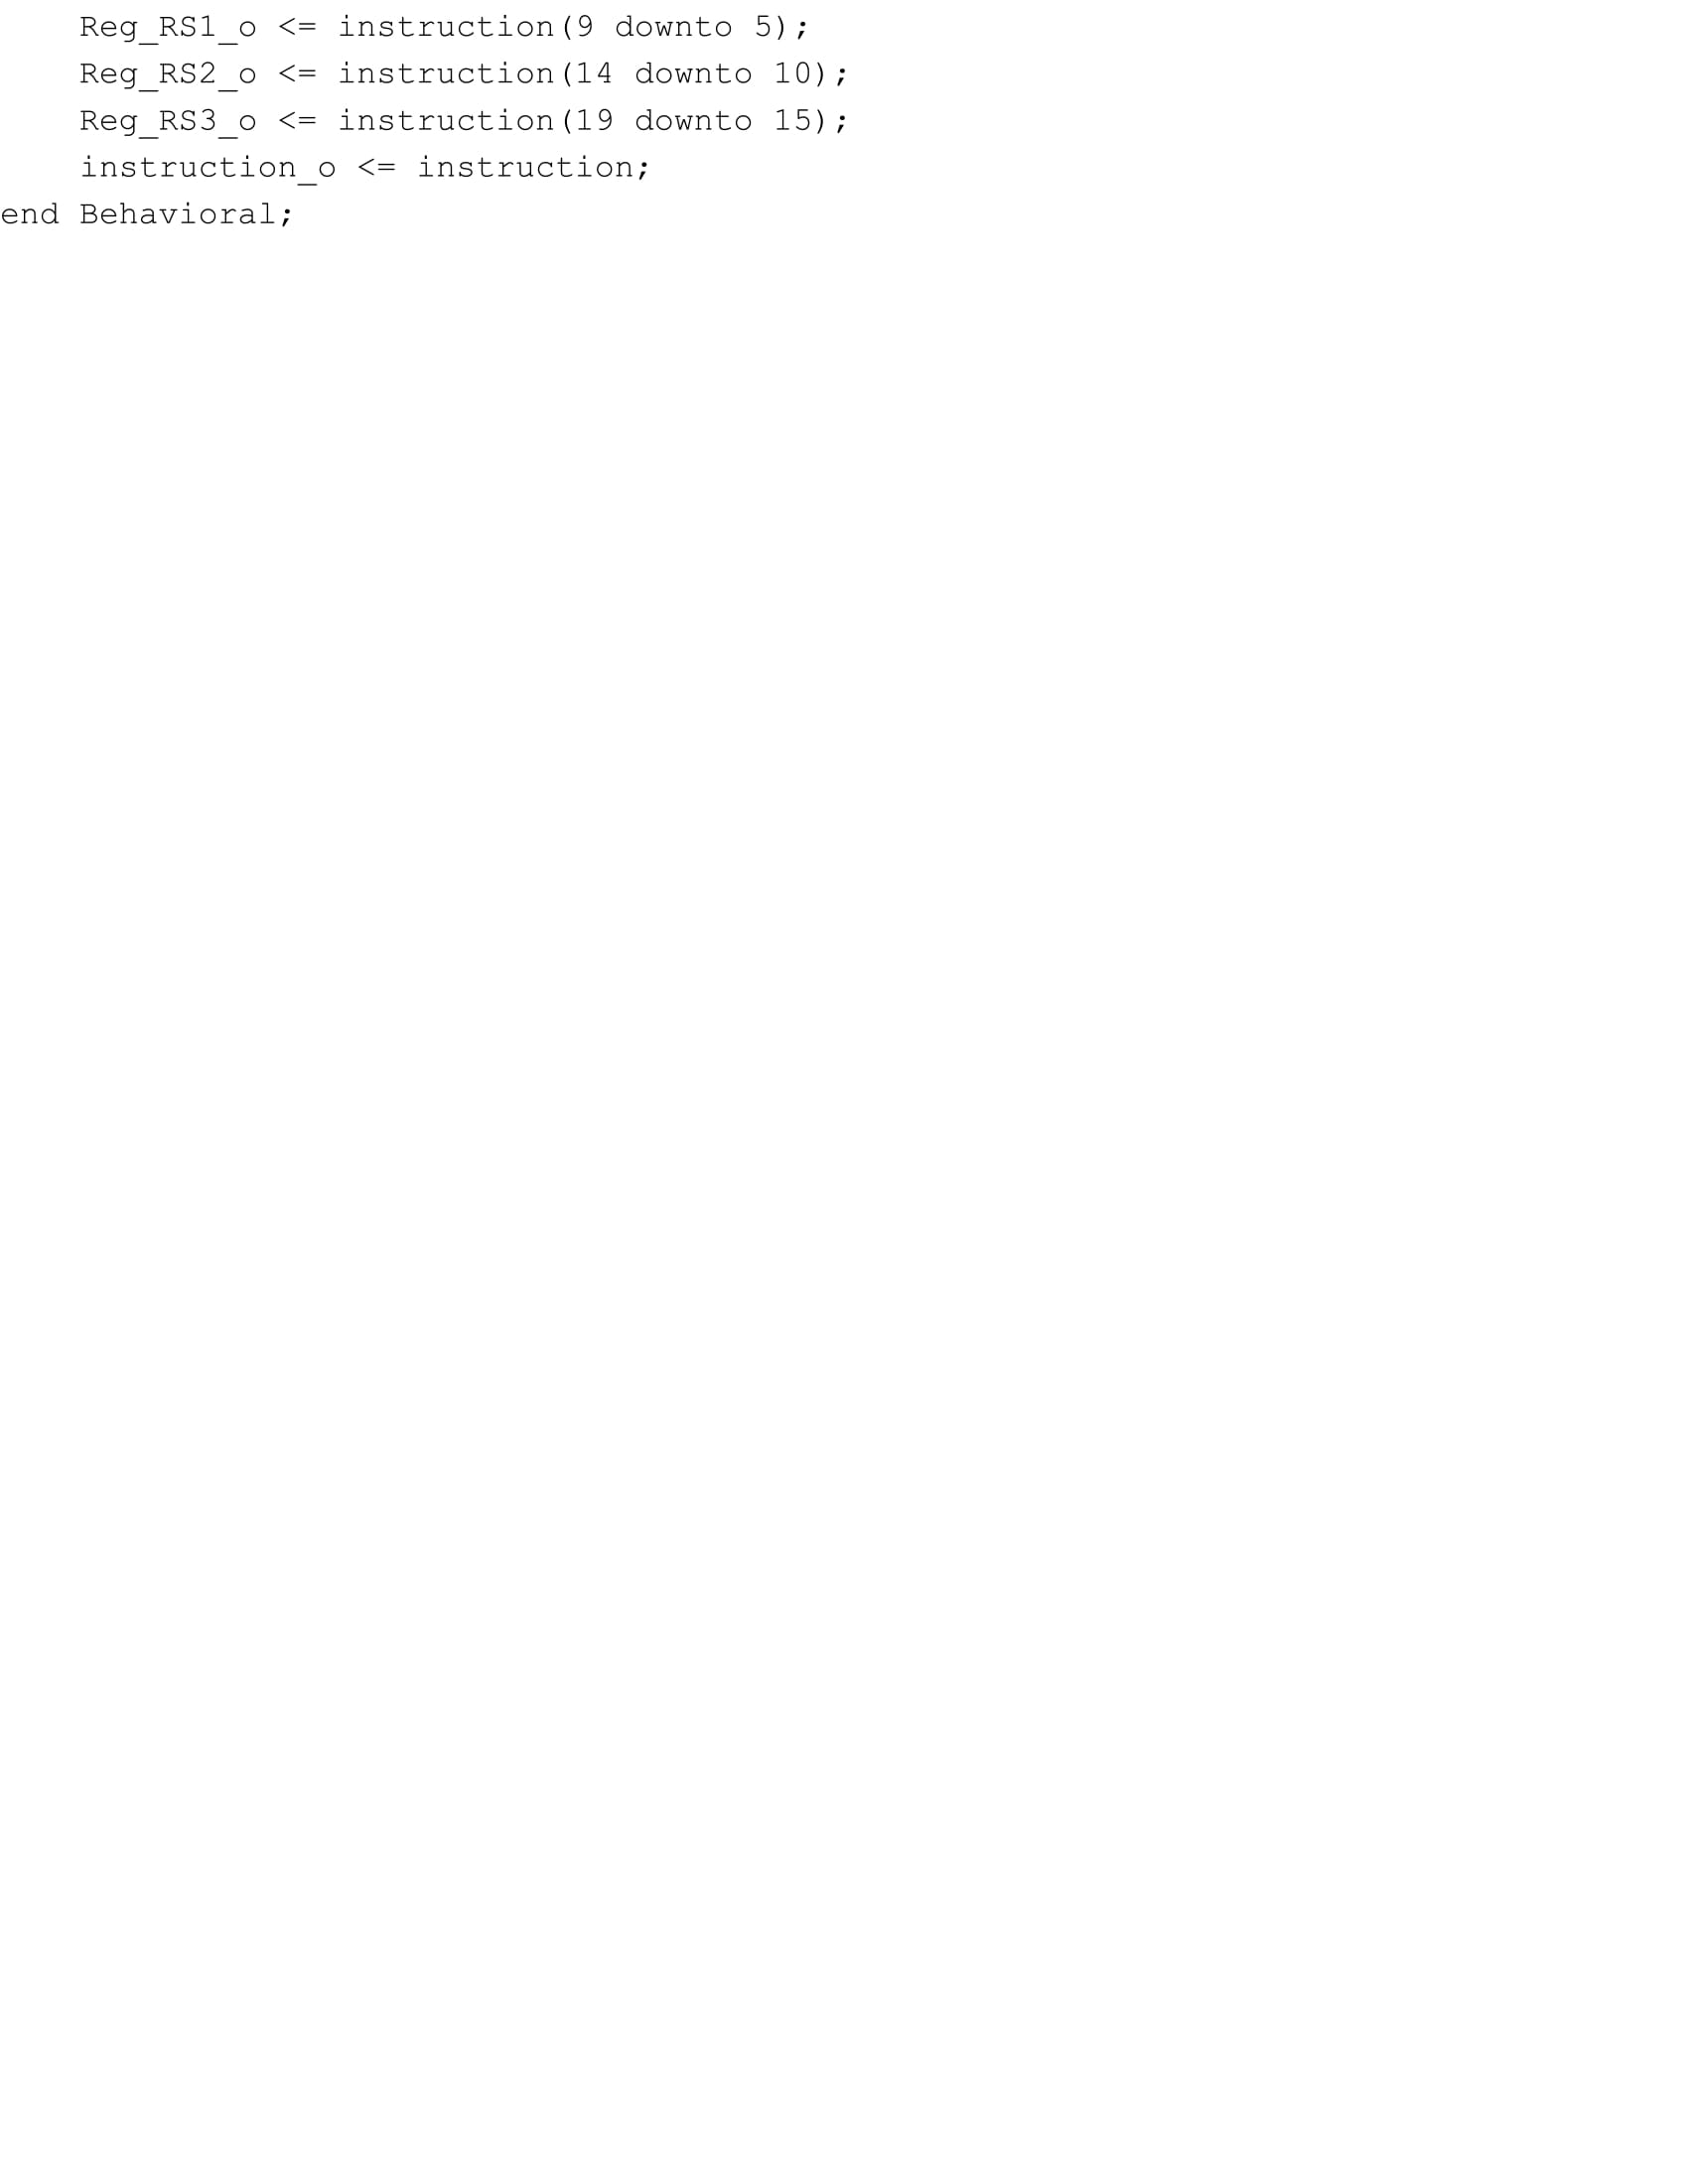 Reg_RS1_o <= instruction(9 downto 5);
Reg_RS2_o <= instruction(14 downto 10);
Reg_RS3_o <= instruction(19 downto 15);
instruction_o <= instruction;
end Behavioral;